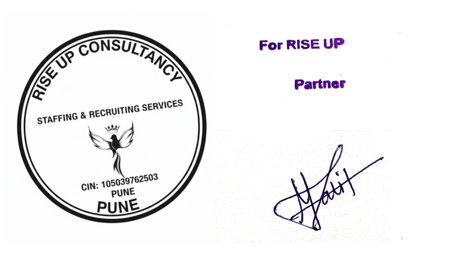 RISE UP CONSULTANCY
STAFFING & RECRUITING SERVICES
CIN: 105039762503
PUNE
PUNE
For RISE UP
Partner